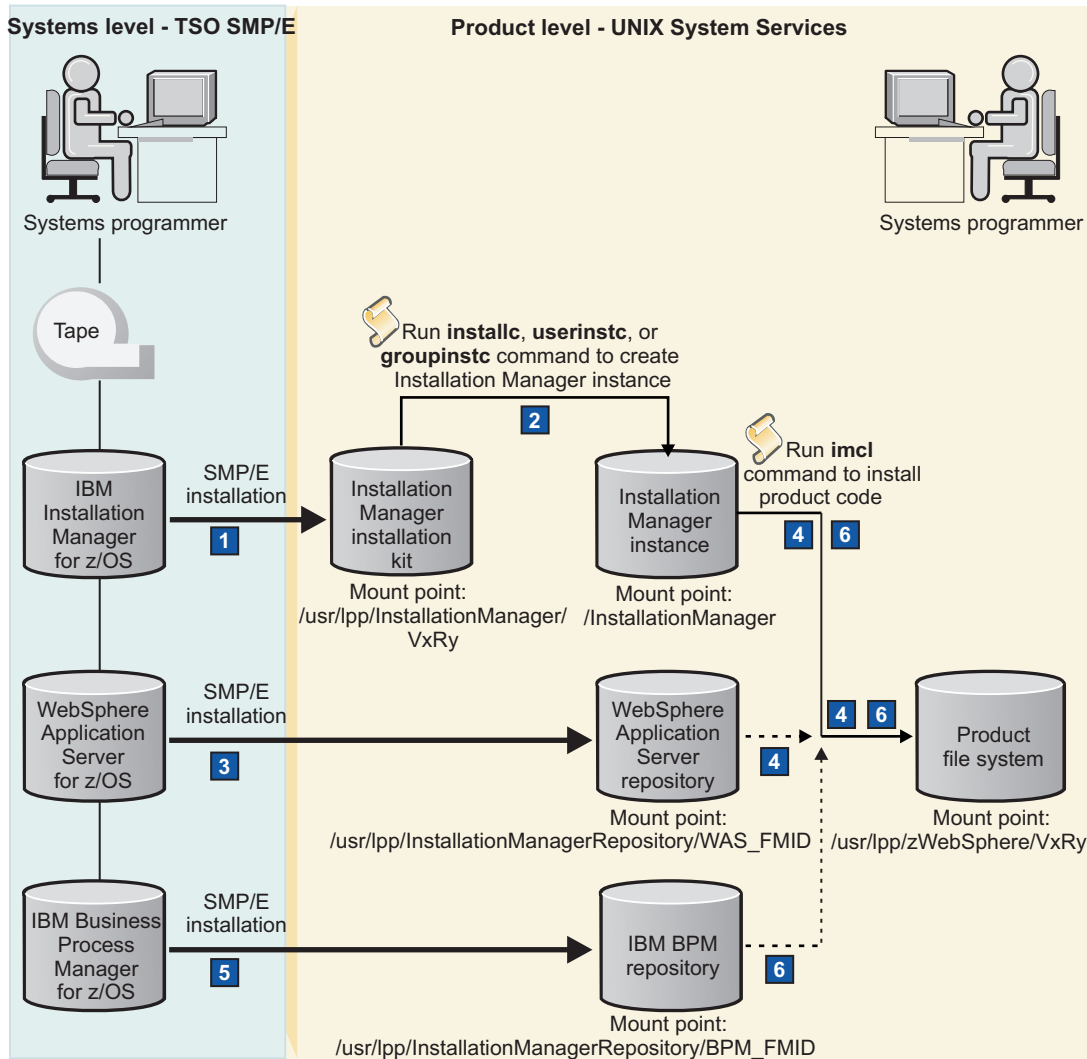 Systems level - TSO SMP/E
Product level - UNIX System Services
Systems programmer
Systems programmer
Tape
Run installc, userinstc, or
groupinstc command to create
Installation Manager instance
2
Run imcl
command to install
product code
4 6
IBM
Installation
Manager
for z/OS
SMP/E
installation
1
Installation
Manager
installation
kit
Mount point:
/usr/lpp/InstallationManager/
VxRy
Installation
Manager
instance
Mount point:
/InstallationManager
WebSphere
Application
Server
for z/OS
SMP/E
installation
3
WebSphere
Application
Server
repository
Mount point:
/usr/lpp/InstallationManagerRepository/WAS_FMID
4
4 6
Product
file system
Mount point:
/usr/lpp/zWebSphere/VxRy
IBM Business
Process
Manager
for z/OS
SMP/E
installation
5
IBM BPM
repository
6
Mount point:
/usr/lpp/InstallationManagerRepository/BPM_FMID